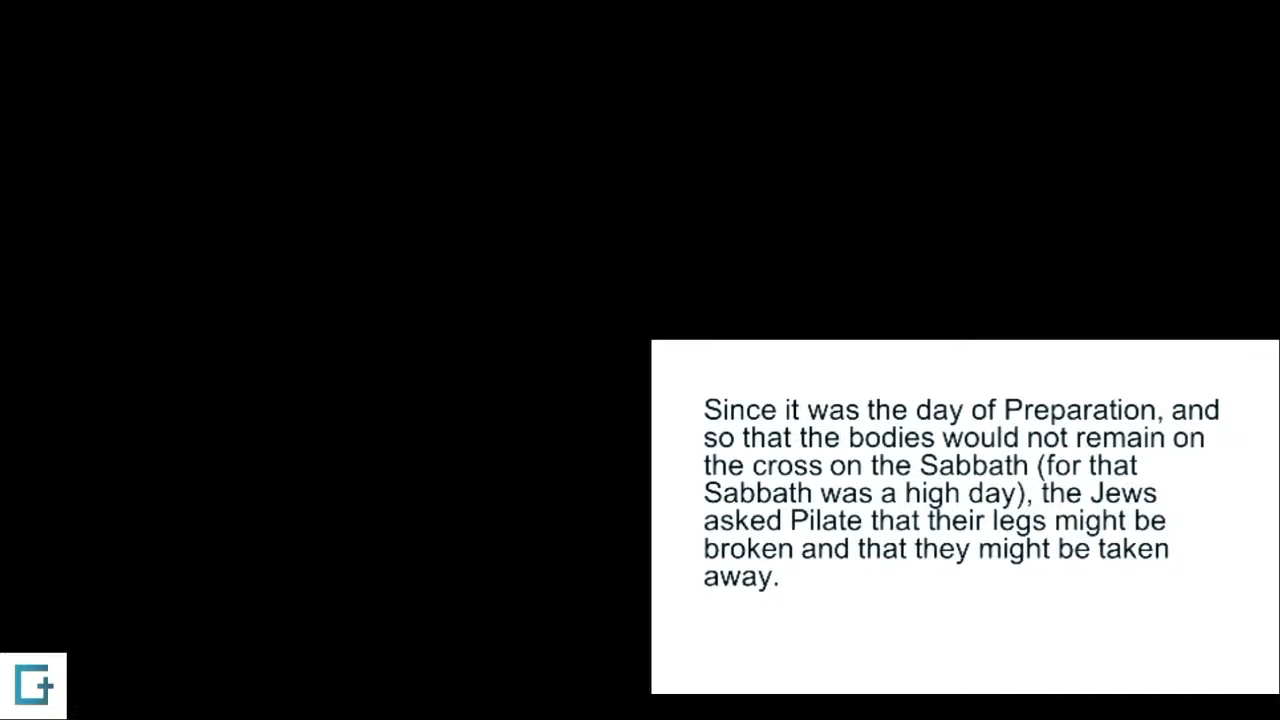 Since it was the day of Preparation, and
so that the bodies would not remain on
the cross on the Sabbath (for that
Sabbath was a high day), the Jews
asked Pilate that their legs might be
broken and that they might be taken
away.